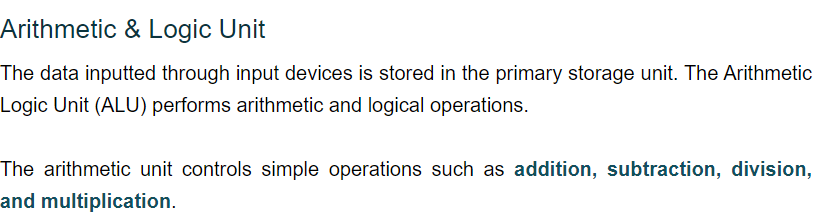 Arithmetic & Logic Unit
The data inputted through input devices is stored in the primary storage unit. The Arithmetic
Logic Unit (ALU) performs arithmetic and logical operations.
The arithmetic unit controls simple operations such as addition, subtraction, division,
and multiplication.